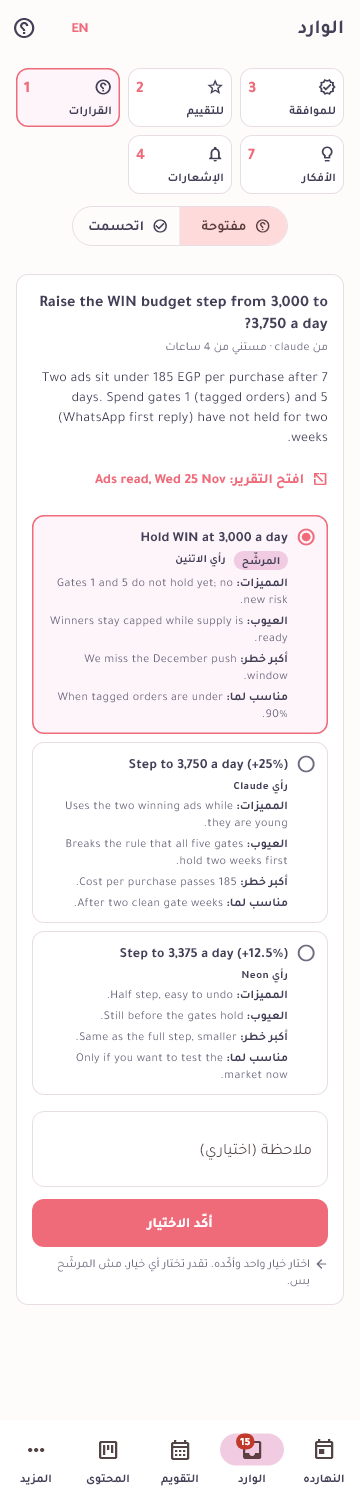 الوارد
EN
3
للموافقة
2
للتقييم
1
القرارات
7
الأفكار
4
الإشعارات
مفتوحة
اتحسمت
Raise the WIN budget step from 3,000 to
3,750 a day?
من claude · مستني من 4 ساعات
Two ads sit under 185 EGP per purchase after 7
days. Spend gates 1 (tagged orders) and 5
(WhatsApp first reply) have not held for two
weeks.
افتح التقرير: Ads read, Wed 25 Nov
Hold WIN at 3,000 a day
المرشّح
رأي الاتنين
المميزات: Gates 1 and 5 do not hold yet; no
new risk.
العيوب: Winners stay capped while supply is
ready.
أكبر خطر: We miss the December push
window.
مناسب لما: When tagged orders are under
90%.
Step to 3,750 a day (+25%)
رأي Claude
المميزات: Uses the two winning ads while
they are young.
العيوب: Breaks the rule that all five gates
hold two weeks first.
أكبر خطر: Cost per purchase passes 185.
مناسب لما: After two clean gate weeks.
Step to 3,375 a day (+12.5%)
رأي Neon
المميزات: Half step, easy to undo.
العيوب: Still before the gates hold.
أكبر خطر: Same as the full step, smaller.
مناسب لما: Only if you want to test the
market now.
ملاحظة (اختياري)
أكّد الاختيار
← اختار خيار واحد وأكّده. تقدر تختار أي خيار، مش المرشّح
بس.
النهارده
15
الوارد
التقويم
المحتوى
المزيد